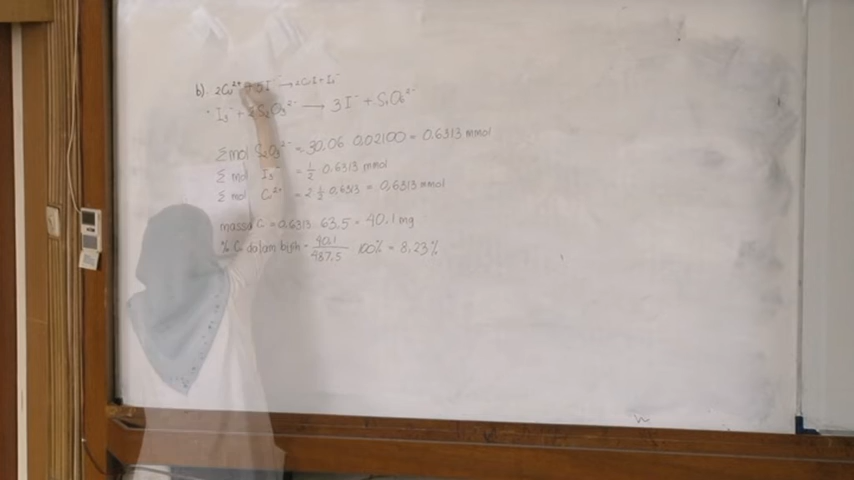 b). 2Cu²⁺ + 5I⁻ → 2CuI + I₃⁻
I₃⁻ + 2S₂O₃²⁻ → 3I⁻ + S₄O₆²⁻
Σmol S₂O₃²⁻ = 30,06 0,02100 = 0,6313 mmol
Σ mol I₃⁻ = ½ 0,6313 mmol
Σ mol Cu²⁺ = 2 ½ 0,6313 = 0,6313 mmol
massa Cu = 0,6313 63,5 = 40,1 mg
% Cu dalam bijih = 40,1/487,5 100% = 8,23%